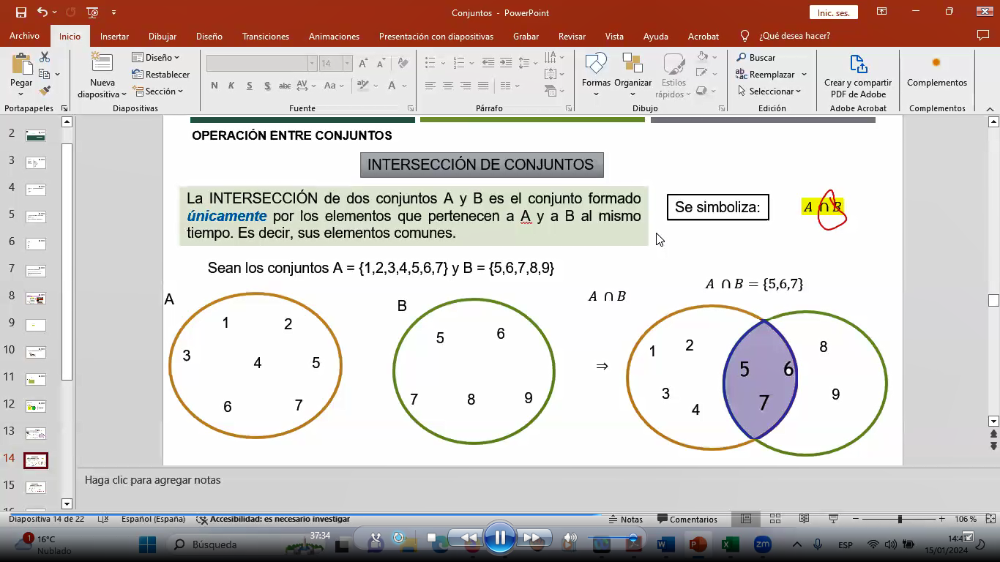 Conjuntos - PowerPoint
Inic. ses.
Archivo Inicio Insertar Dibujar Diseño Transiciones Animaciones Presentación con diapositivas Grabar Revisar Vista Ayuda Acrobat ¿Qué desea hacer?
Pegar
Portapapeles
Nueva diapositiva
Diseño
Restablecer
Sección
Diapositivas
14
N K S S abc AV Aa A
Fuente
Párrafo
Formas
Organizar
Estilos rápidos
Dibujo
Buscar
Reemplazar
Seleccionar
Edición
Crear y compartir PDF de Adobe
Adobe Acrobat
Complementos
Complementos
2
3
4
5
6
7
8
9
10
11
12
13
14
15
OPERACIÓN ENTRE CONJUNTOS
INTERSECCIÓN DE CONJUNTOS
La INTERSECCIÓN de dos conjuntos A y B es el conjunto formado
únicamente por los elementos que pertenecen a A y a B al mismo
tiempo. Es decir, sus elementos comunes.
Se simboliza:
A ∩ B
Sean los conjuntos A = {1,2,3,4,5,6,7} y B = {5,6,7,8,9}
A
1 2
3 4 5
6 7
B
5 6
7 8 9
A ∩ B
⇒
A ∩ B = {5,6,7}
1 2 5 6 8
3 4 7 9
Haga clic para agregar notas
Diapositiva 14 de 22 Español (España) Accesibilidad: es necesario investigar Notas Comentarios 106 %
1
16°C
Nublado
Búsqueda
37:34
zm
ESP
15/01/2024